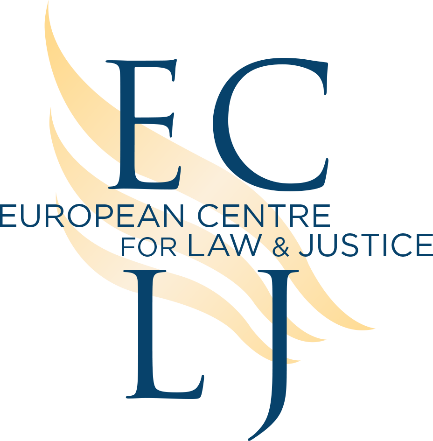 EC
EUROPEAN CENTRE
FOR LAW & JUSTICE
LJ